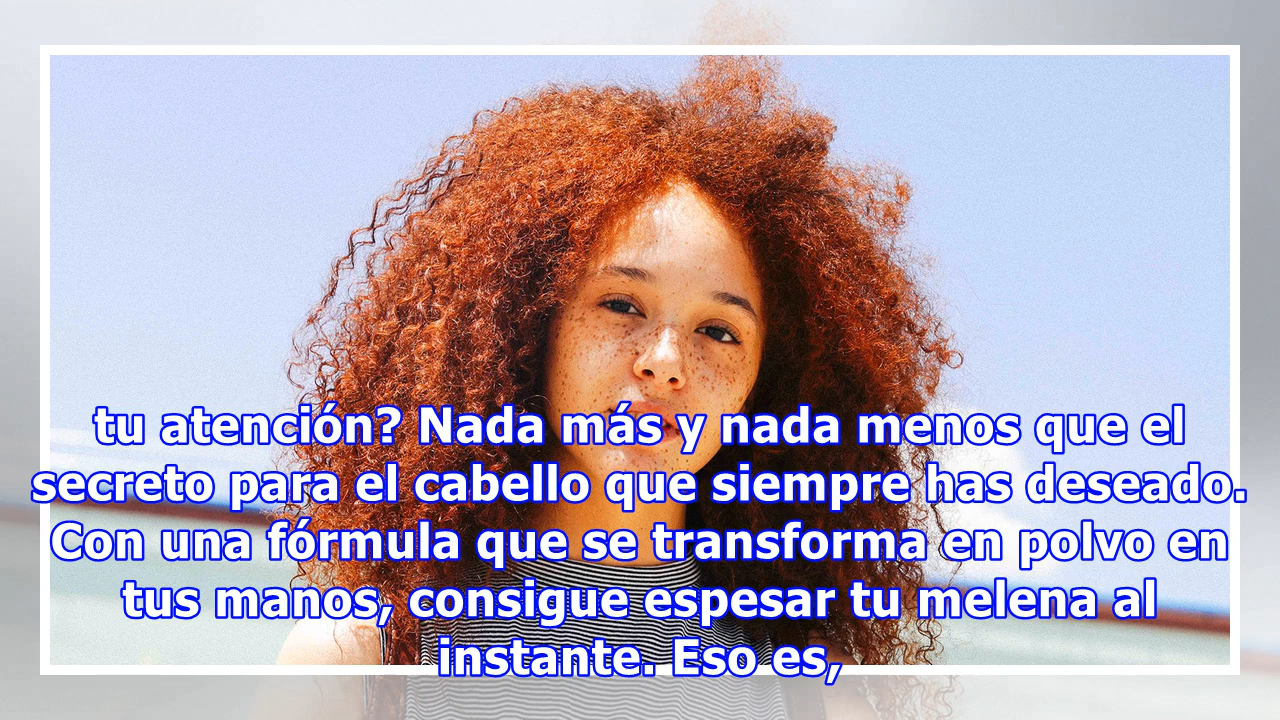 tu atención? Nada más y nada menos que el
secreto para el cabello que siempre has deseado.
Con una fórmula que se transforma en polvo en
tus manos, consigue espesar tu melena al
instante. Eso es,